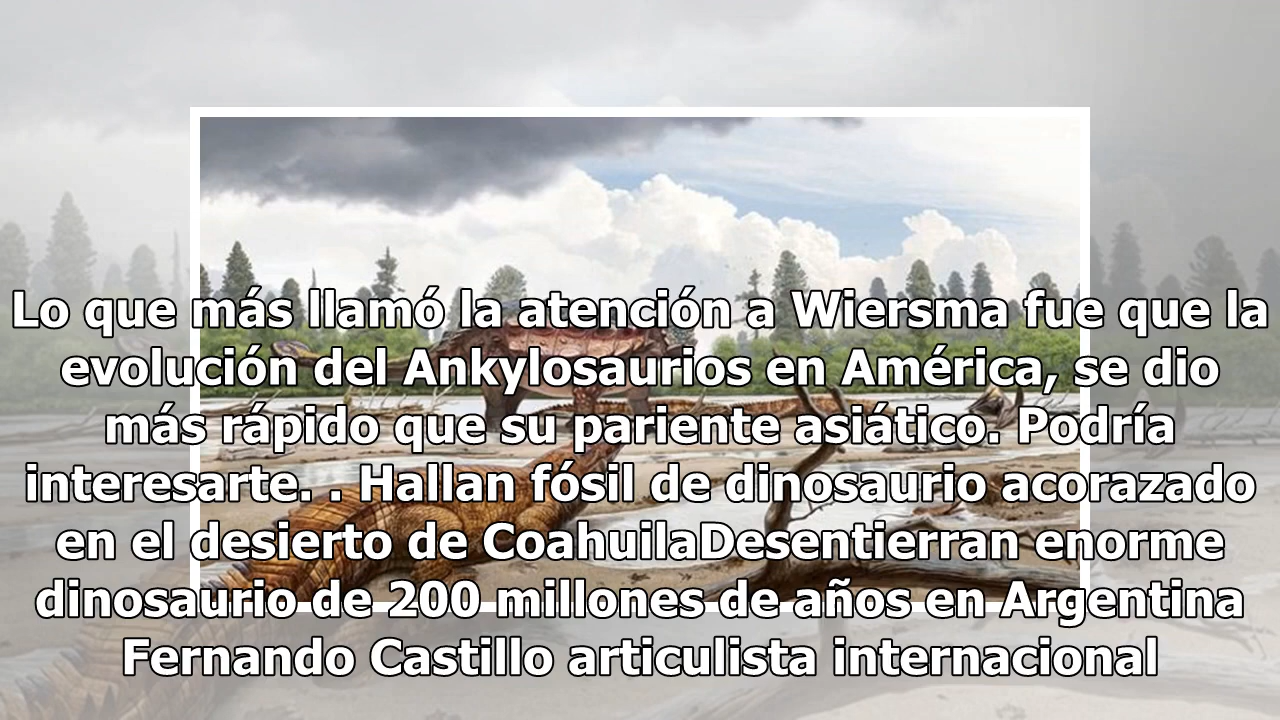 Lo que más llamó la atención a Wiersma fue que la
evolución del Ankylosaurios en América, se dio
más rápido que su pariente asiático. Podría
interesarte. . Hallan fósil de dinosaurio acorazado
en el desierto de CoahuilaDesentierran enorme
dinosaurio de 200 millones de años en Argentina
Fernando Castillo articulista internacional